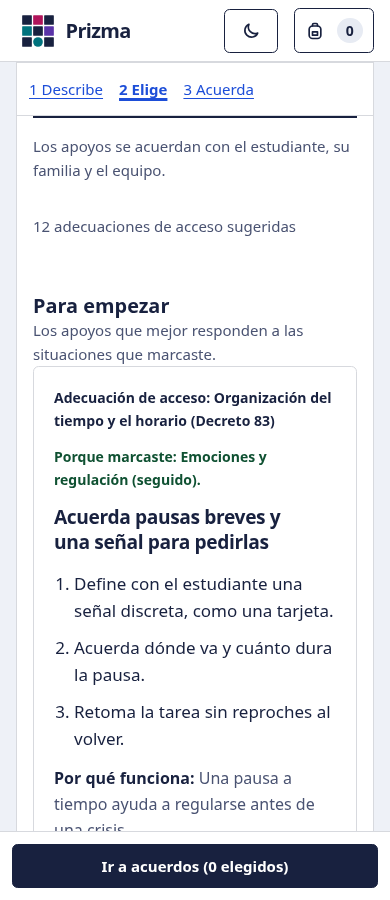 Prizma
0
1 Describe 2 Elige 3 Acuerda
Los apoyos se acuerdan con el estudiante, su
familia y el equipo.
12 adecuaciones de acceso sugeridas
Para empezar
Los apoyos que mejor responden a las
situaciones que marcaste.
Adecuación de acceso: Organización del
tiempo y el horario (Decreto 83)
Porque marcaste: Emociones y
regulación (seguido).
Acuerda pausas breves y
una señal para pedirlas
1. Define con el estudiante una
señal discreta, como una tarjeta.
2. Acuerda dónde va y cuánto dura
la pausa.
3. Retoma la tarea sin reproches al
volver.
Por qué funciona: Una pausa a
tiempo ayuda a regularse antes de
una crisis
Ir a acuerdos (0 elegidos)